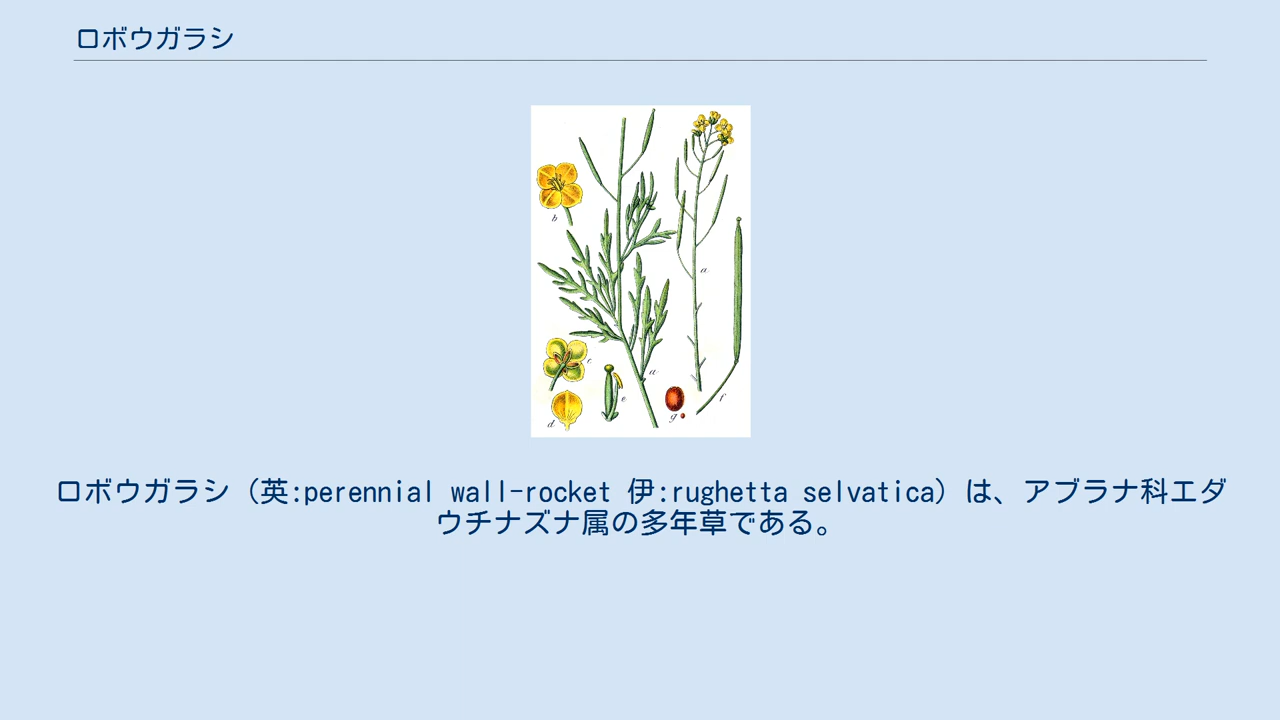 ロボウガラシ
b
a
c
a
e
d
g
f
ロボウガラシ（英:perennial wall-rocket 伊:rughetta selvatica）は、アブラナ科エダ
ウチナズナ属の多年草である。